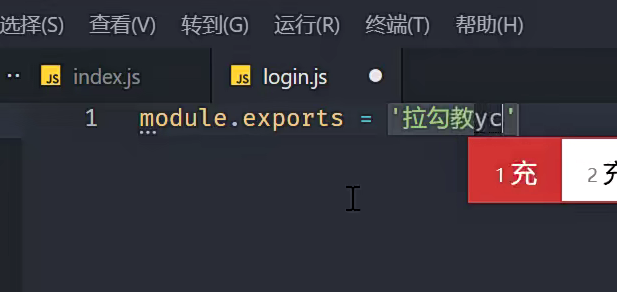 选择(S) 查看(V) 转到(G) 运行(R) 终端(T) 帮助(H)
JS index.js JS login.js
1 module.exports = '拉勾教yc'
1 充 2